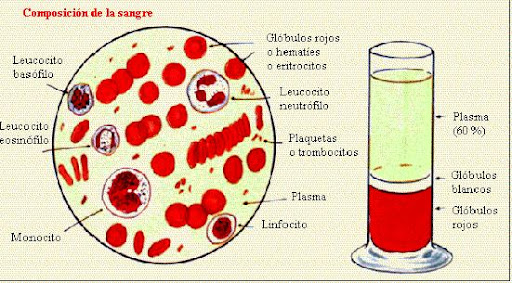 Composición de la sangre
Leucocito
basófilo
Leucocito
eosinófilo
Monocito
Glóbulos rojos
o hematíes
o eritrocitos
Leucocito
neutrófilo
Plaquetas
o trombocitos
Plasma
Linfocito
Plasma
(60 %)
Glóbulos
blancos
Glóbulos
rojos